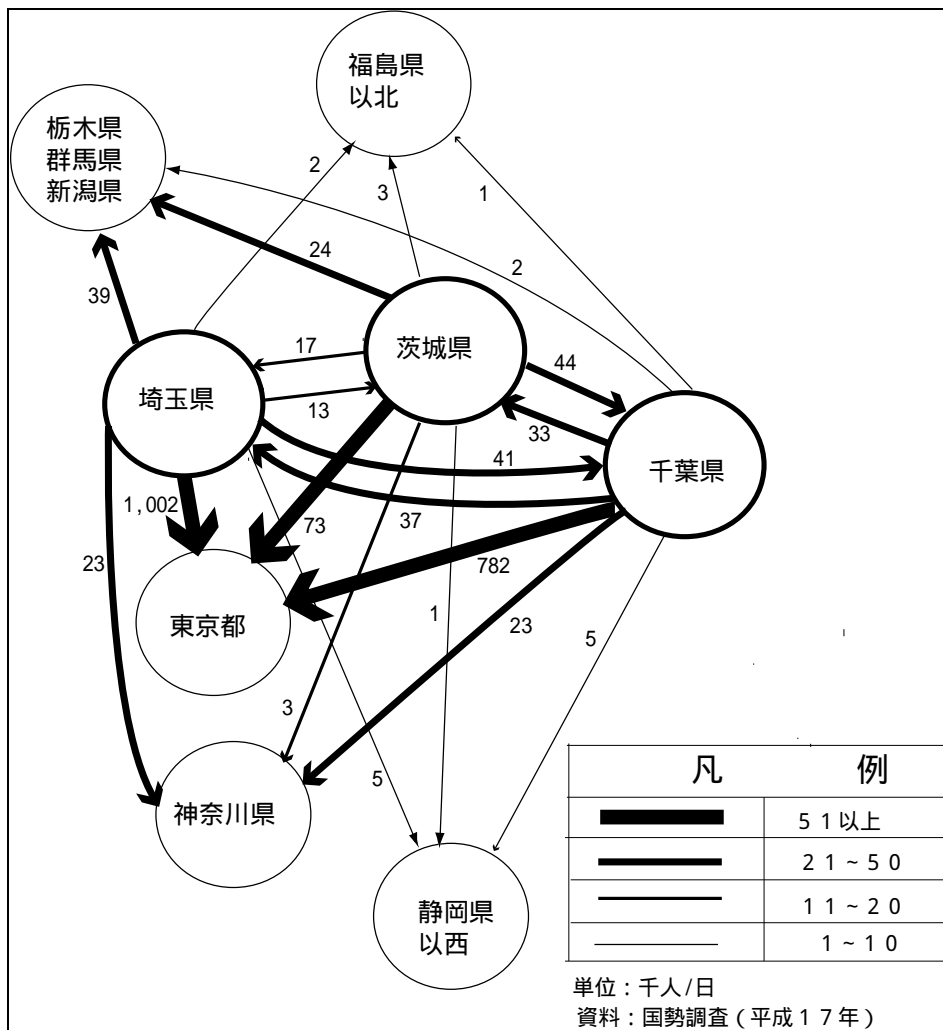 福島県
以北
栃木県
群馬県
新潟県
2
3
1
24
2
39
茨城県
17
44
埼玉県
13
33
41
千葉県
1,002
73
37
23
782
東京都
1
23
5
3
神奈川県
5
静岡県
以西
凡 例
51以上
21~50
11~20
1~10
単位：千人/日
資料：国勢調査（平成17年）